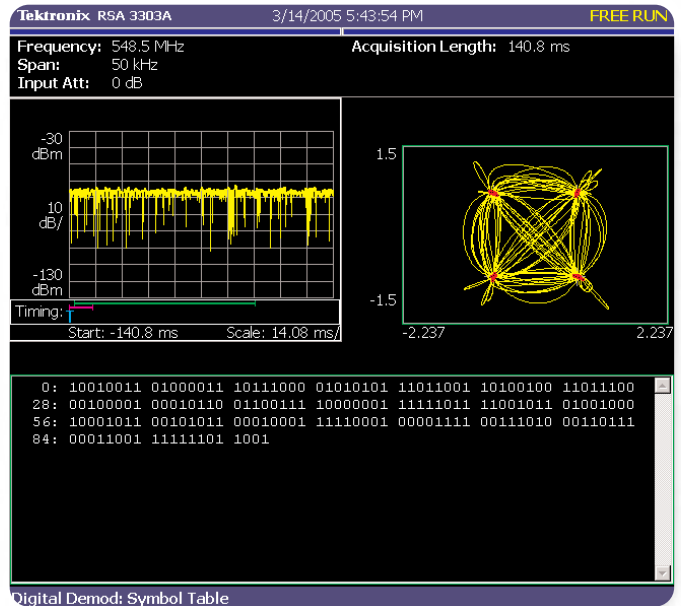 Tektronix RSA 3303A 3/14/2005 5:43:54 PM FREE RUN
Frequency: 548.5 MHz Acquisition Length: 140.8 ms
Span: 50 kHz
Input Att: 0 dB
-30
dBm
10
dB/
-130
dBm
Timing:
Start: -140.8 ms Scale: 14.08 ms/
1.5
-1.5
-2.237 2.237
0: 10010011 01000011 10111000 01010101 11011001 10100100 11011100
28: 00100001 00010110 01100111 10000001 11111011 11001011 01001000
56: 10001011 00101011 00010001 11110001 00001111 00111010 00110111
84: 00011001 11111101 1001
Digital Demod: Symbol Table